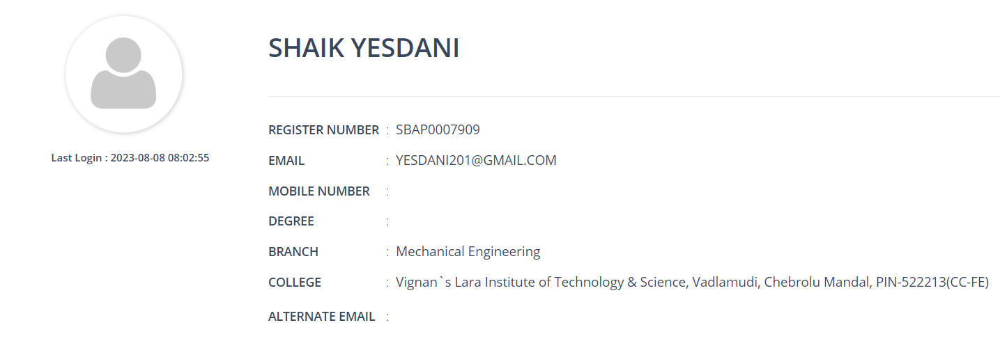 SHAIK YESDANI
Last Login : 2023-08-08 08:02:55
REGISTER NUMBER : SBAP0007909
EMAIL : YESDANI201@GMAIL.COM
MOBILE NUMBER :
DEGREE :
BRANCH : Mechanical Engineering
COLLEGE : Vignan`s Lara Institute of Technology & Science, Vadlamudi, Chebrolu Mandal, PIN-522213(CC-FE)
ALTERNATE EMAIL :